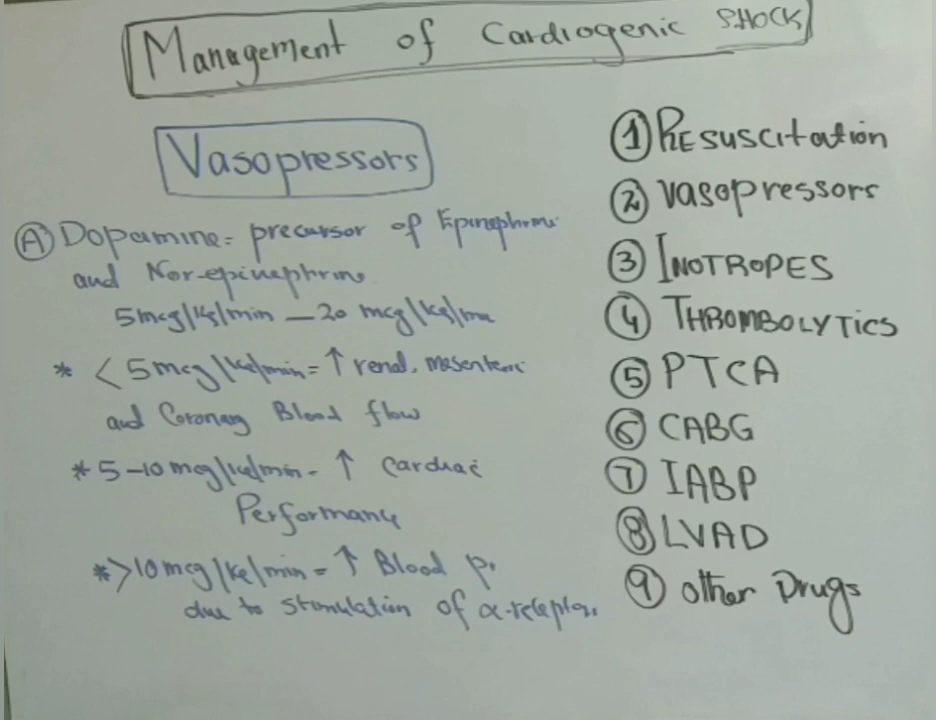 Management of Cardiogenic SHOCK
Vasopressors
Ⓐ Dopamine = precursor of Epinephrine
and Nor-epinephrine
5mcg/kg/min — 20 mcg/kg/min
* < 5mcg/kg/min = ↑ renal, mesenteric
and Coronary Blood flow
* 5-10 mcg/kg/min - ↑ Cardiac
Performance
* >10mcg/kg/min = ↑ Blood pr
due to stimulation of α-receptors
① Resuscitation
② Vasopressors
③ INOTROPES
④ THROMBOLYTICS
⑤ PTCA
⑥ CABG
⑦ IABP
⑧ LVAD
⑨ other Drugs